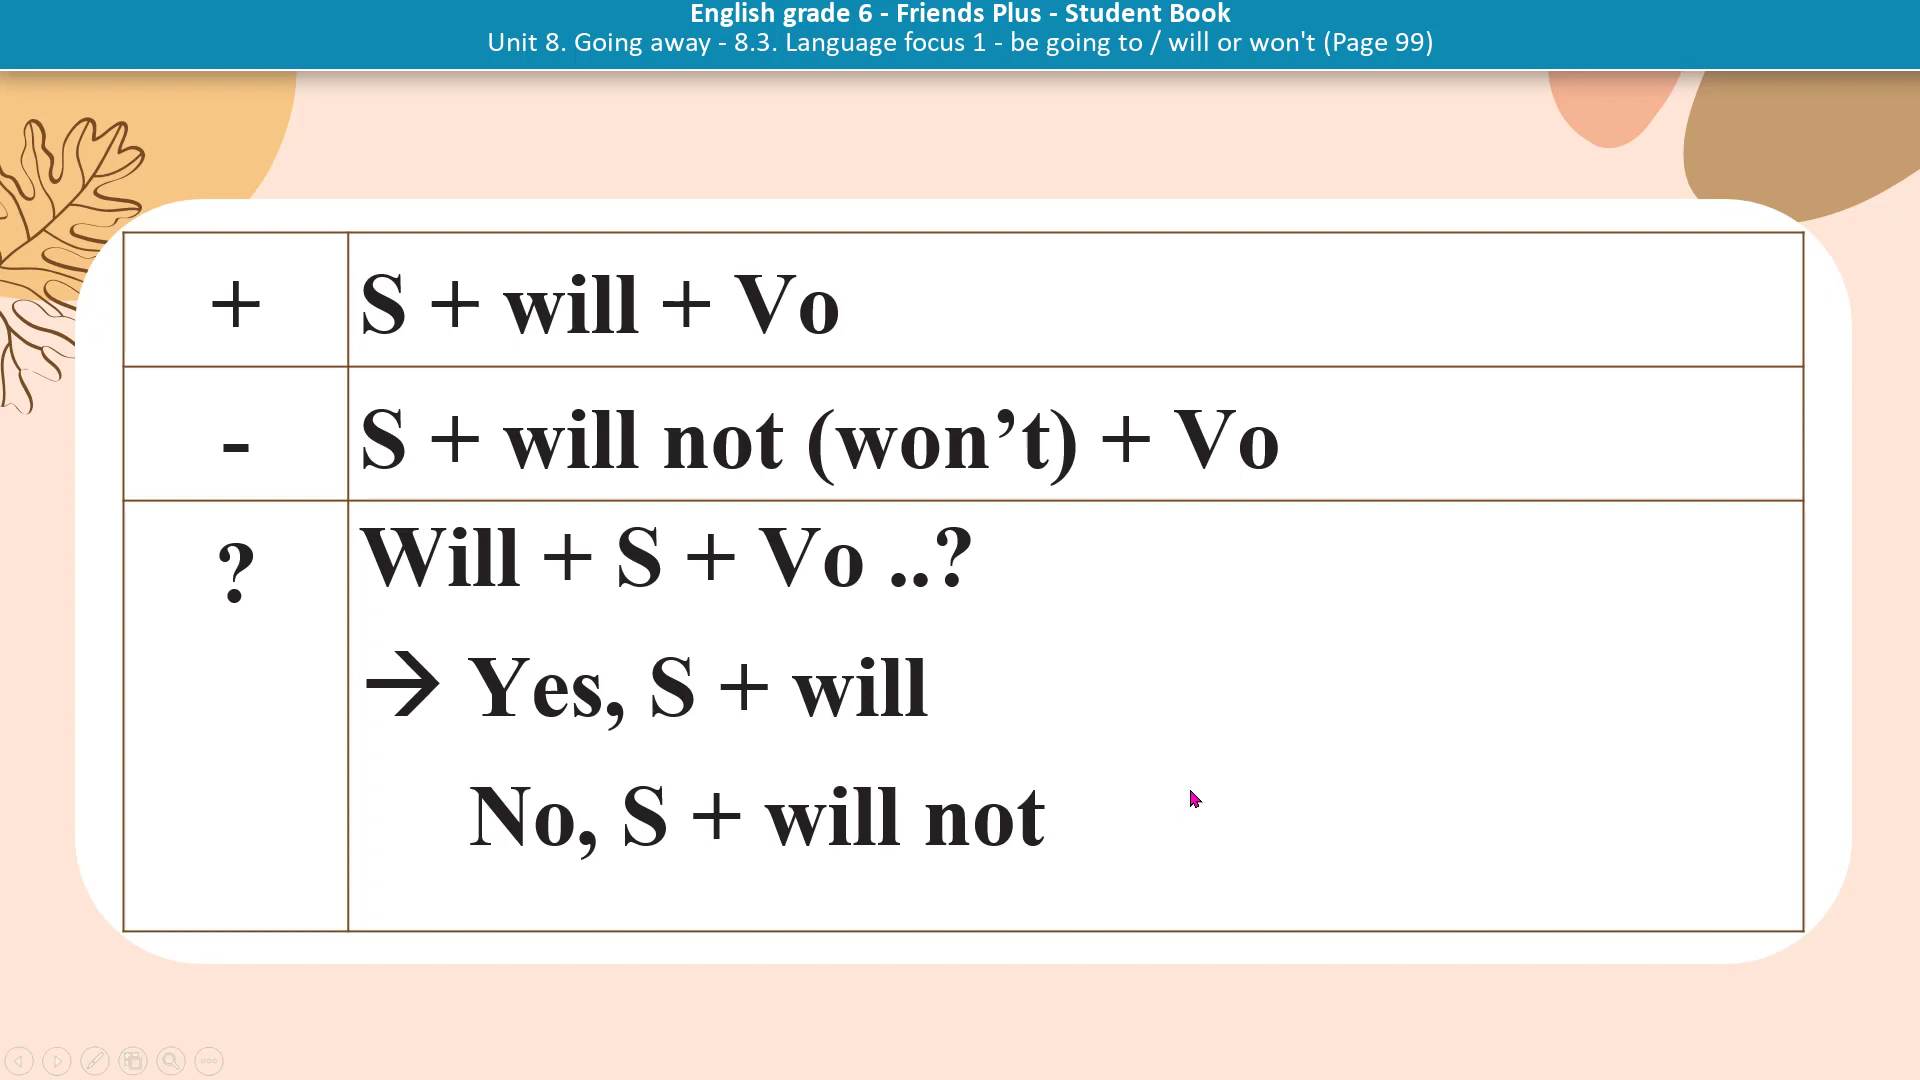 English grade 6 - Friends Plus - Student Book
Unit 8. Going away - 8.3. Language focus 1 - be going to / will or won't (Page 99)
+ S + will + Vo
- S + will not (won’t) + Vo
? Will + S + Vo ..?
→ Yes, S + will
No, S + will not